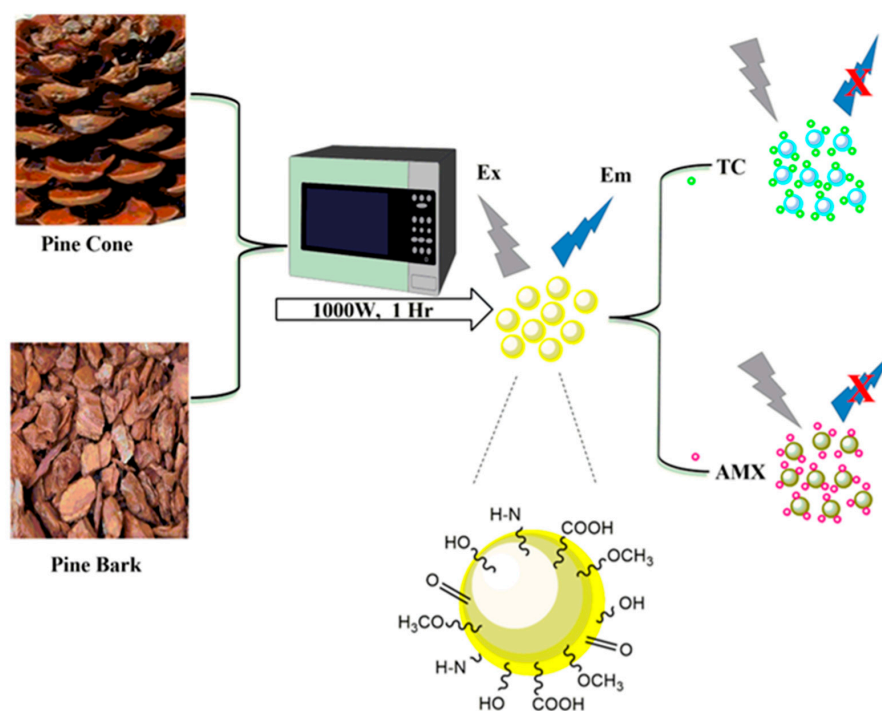 Pine Cone
Pine Bark
1000W, 1 Hr
Ex
Em
TC
X
AMX
X
H-N
COOH
HO
OCH3
O
OH
H3CO
O
H-N
OCH3
HO
COOH